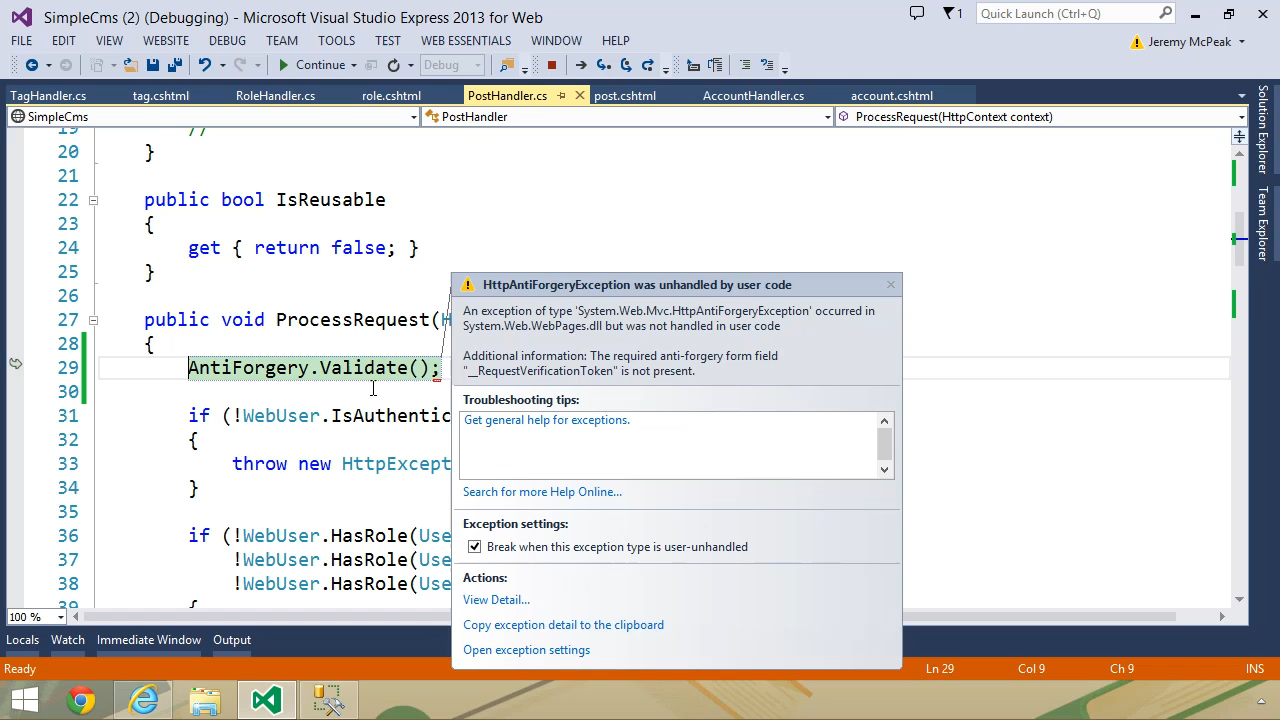 SimpleCms (2) (Debugging) - Microsoft Visual Studio Express 2013 for Web
1
Quick Launch (Ctrl+Q)
FILE EDIT VIEW WEBSITE DEBUG TEAM TOOLS TEST WEB ESSENTIALS WINDOW HELP
Jeremy McPeak
Continue
Debug
TagHandler.cs tag.cshtml RoleHandler.cs role.cshtml PostHandler.cs post.cshtml AccountHandler.cs account.cshtml
SimpleCms PostHandler ProcessRequest(HttpContext context)
Solution Explorer
Team Explorer
19 //
20 }
21
22 public bool IsReusable
23 {
24 get { return false; }
25 }
26
27 public void ProcessRequest(H
28 {
29 AntiForgery.Validate();
30
31 if (!WebUser.IsAuthentic
32 {
33 throw new HttpExcept
34 }
35
36 if (!WebUser.HasRole(Use
37 !WebUser.HasRole(Use
38 !WebUser.HasRole(Use
39 {
HttpAntiForgeryException was unhandled by user code
An exception of type 'System.Web.Mvc.HttpAntiForgeryException' occurred in
System.Web.WebPages.dll but was not handled in user code
Additional information: The required anti-forgery form field
"__RequestVerificationToken" is not present.
Troubleshooting tips:
Get general help for exceptions.
Search for more Help Online...
Exception settings:
Break when this exception type is user-unhandled
Actions:
View Detail...
Copy exception detail to the clipboard
Open exception settings
100 %
Locals Watch Immediate Window Output
Ready Ln 29 Col 9 Ch 9 INS